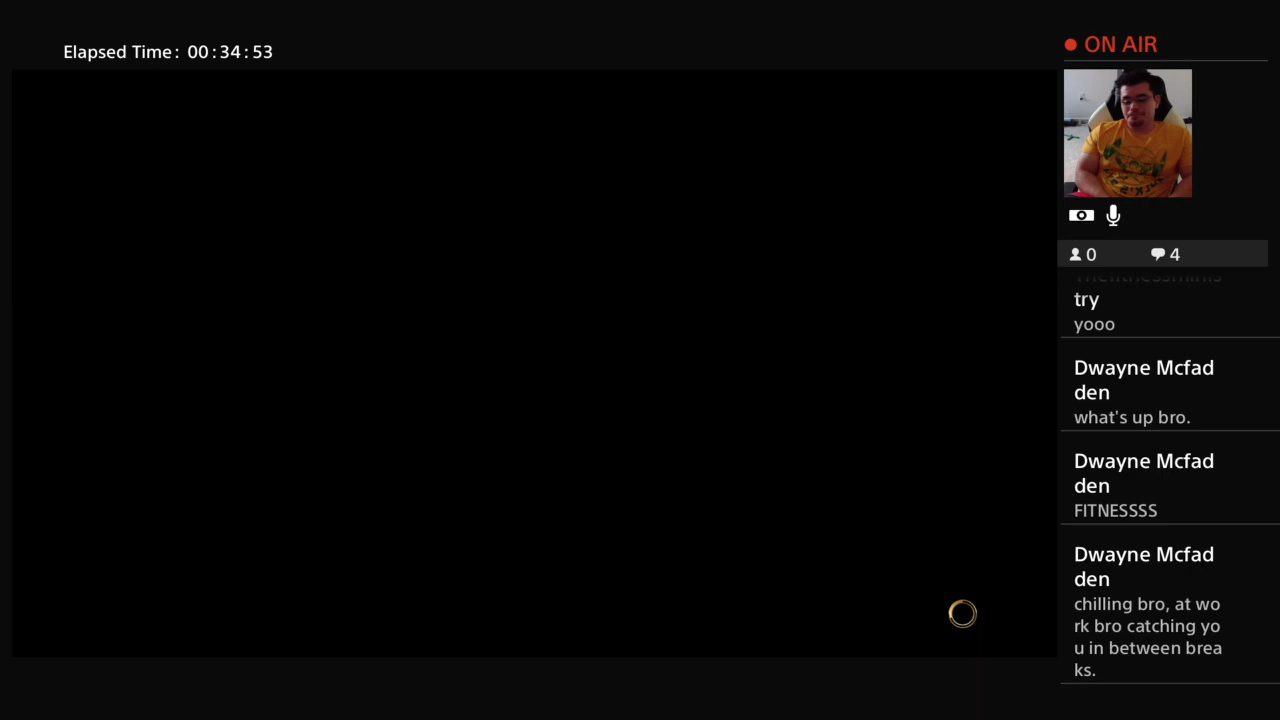 Elapsed Time: 00:34:53
ON AIR
0
4
try
yooo
Dwayne Mcfad
den
what's up bro.
Dwayne Mcfad
den
FITNESSSS
Dwayne Mcfad
den
chilling bro, at wo
rk bro catching yo
u in between brea
ks.